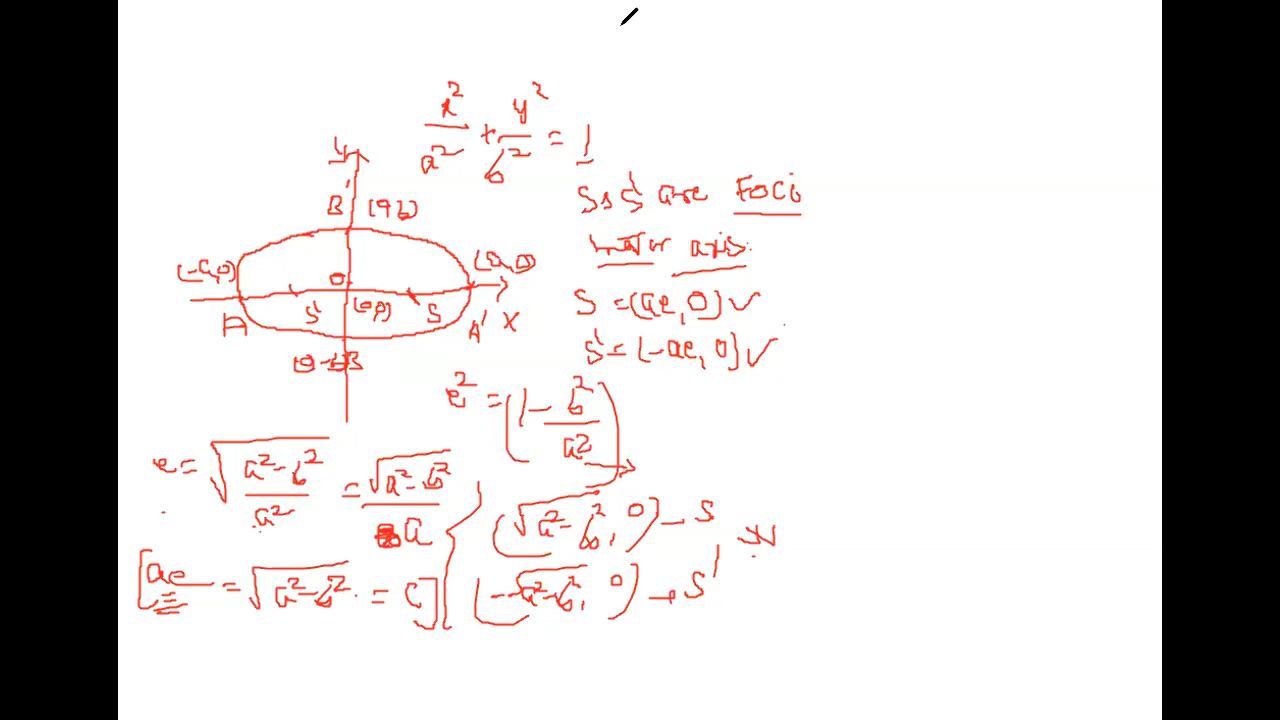 x²/a² + y²/b² = 1
y
B' (0, b)
S, S' are Foci
major axis.
(-a, 0) O (a, 0)
S = (ae, 0) ✓
A S' (0,0) S A' X
S' = (-ae, 0) ✓
(0, -b) B
e² = (1 - b²/a²)
e = √((a² - b²)/a²) = √(a² - b²)/a
(√(a² - b²), 0) → S
[ae = √(a² - b²) = C]
(-√(a² - b²), 0) → S'